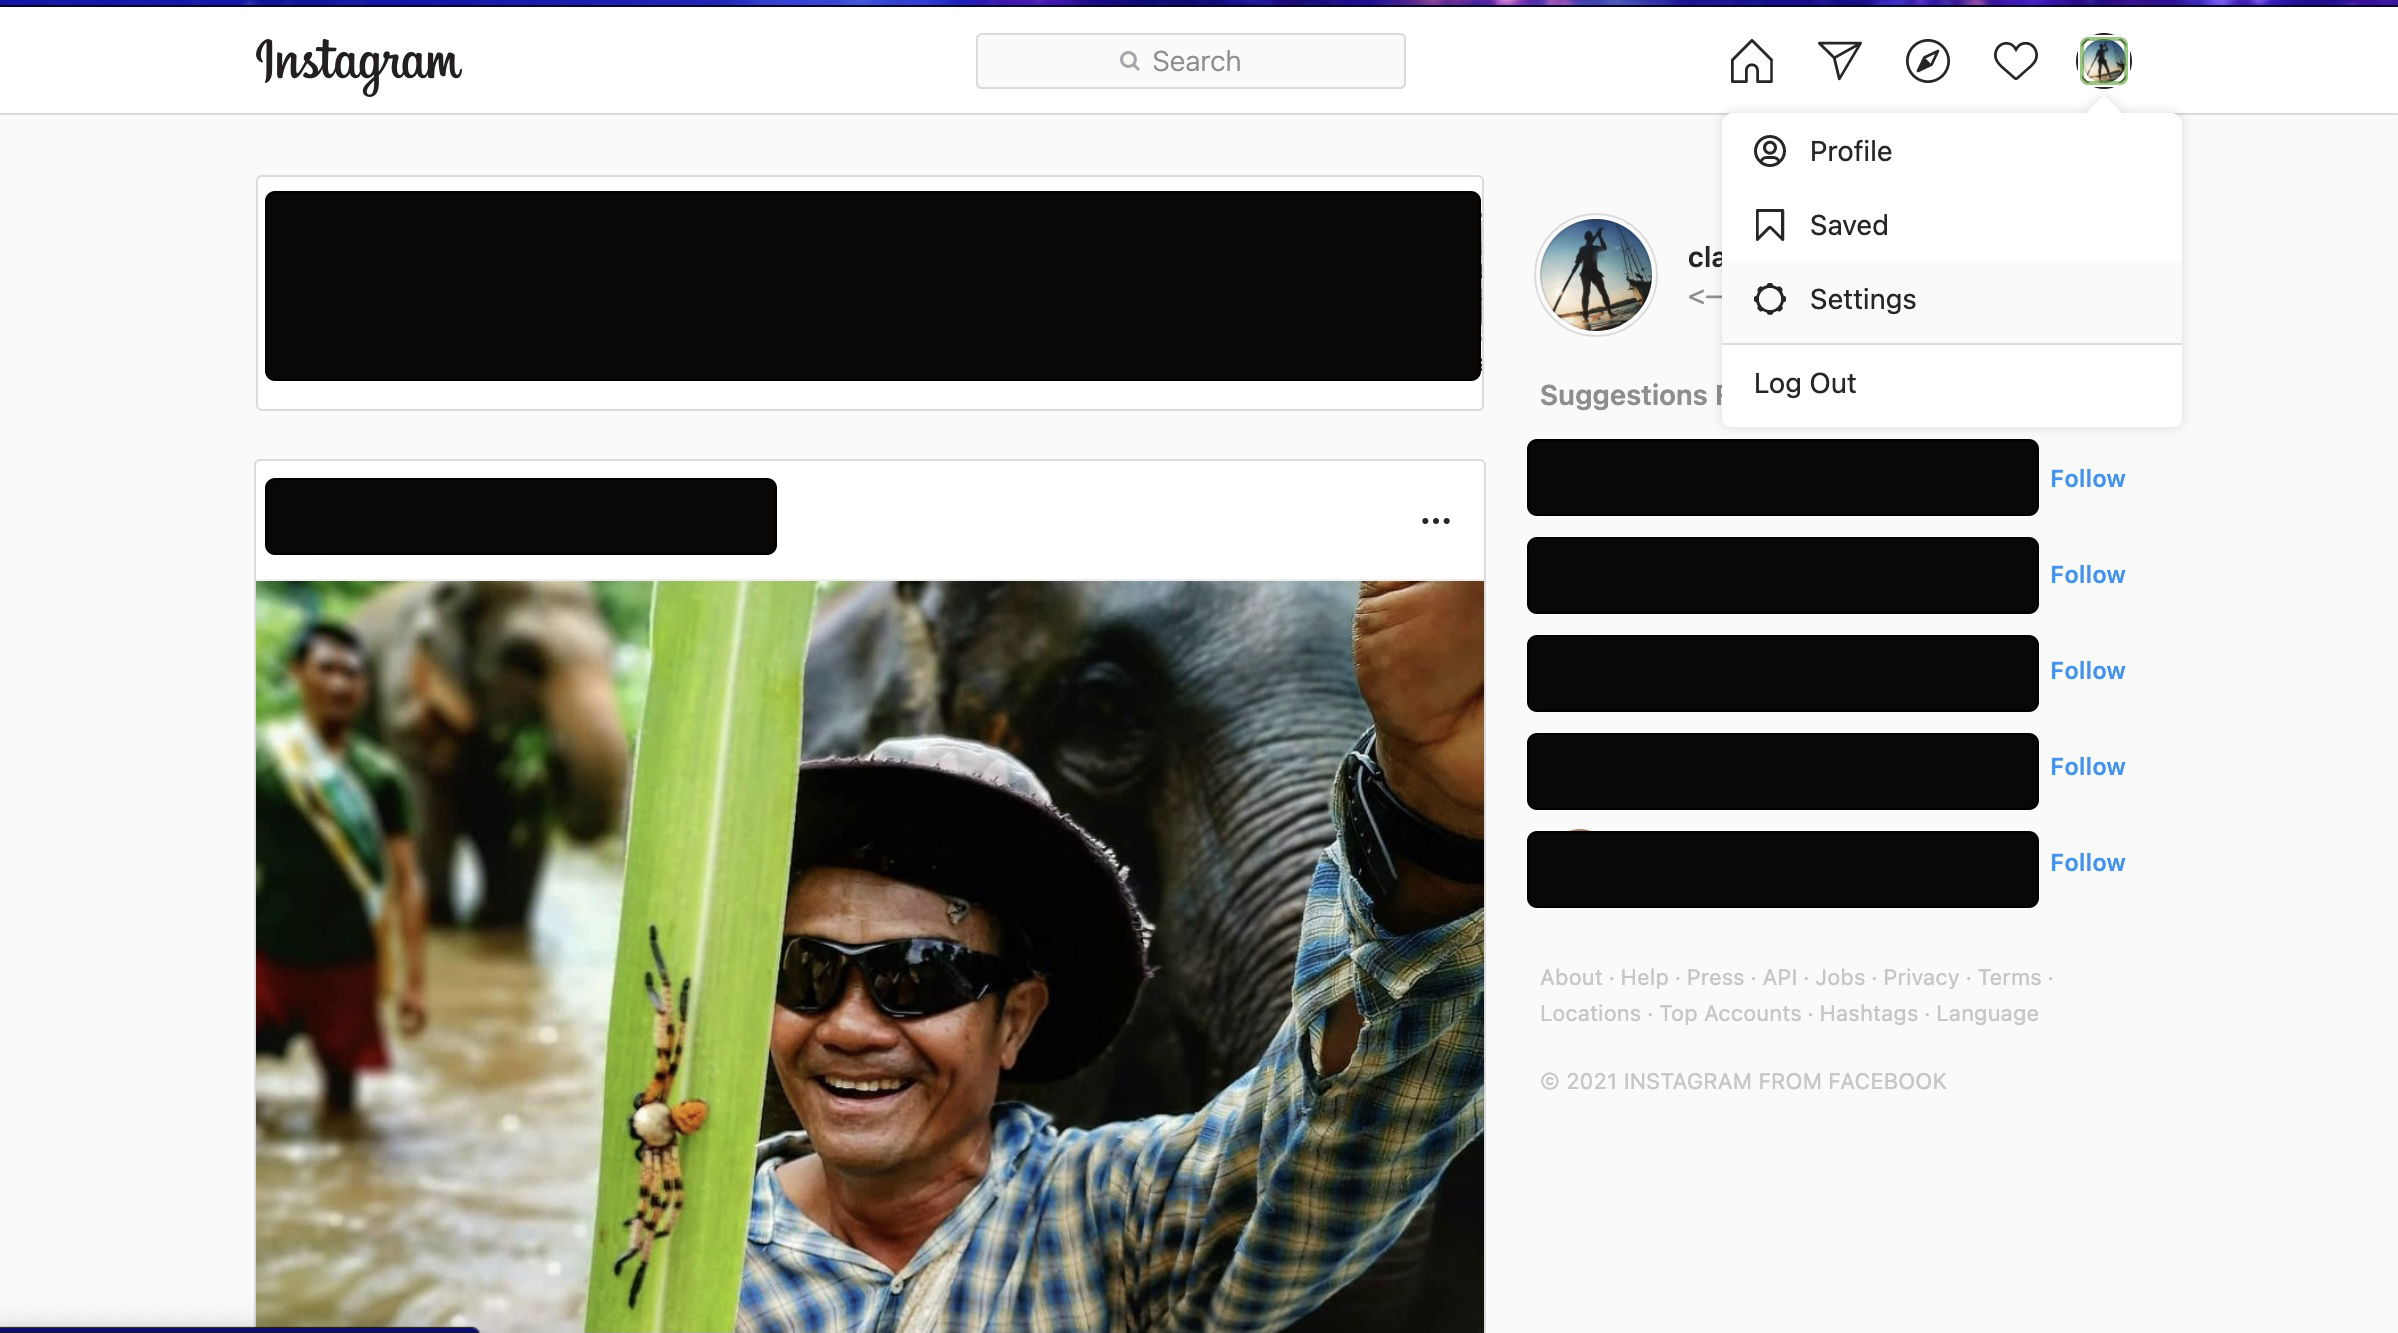 Instagram
Search
Profile
Saved
Settings
Log Out
cla
<–
Suggestions
Follow
Follow
Follow
Follow
Follow
About · Help · Press · API · Jobs · Privacy · Terms ·
Locations · Top Accounts · Hashtags · Language
© 2021 INSTAGRAM FROM FACEBOOK